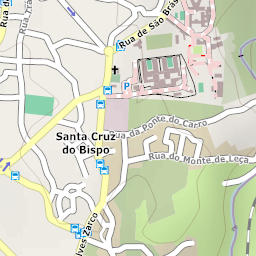 Rua de São Brás
P
Santa Cruz
do Bispo
Rua da Ponte do Carro
Rua do Monte de Leça